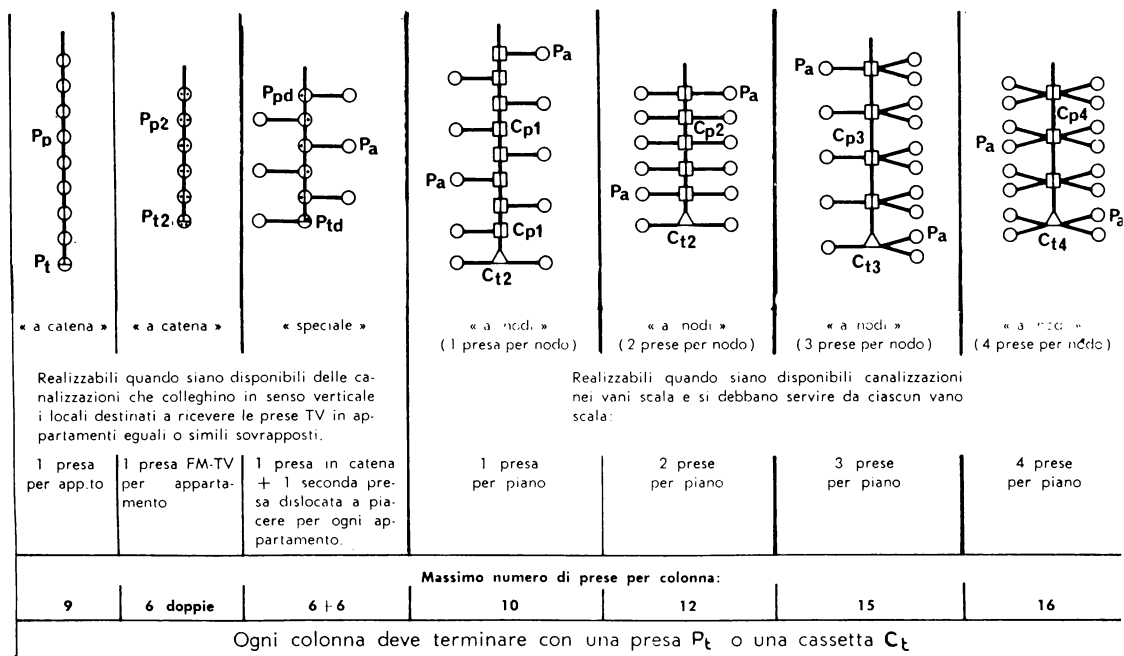 Pp
Pt
Pp2
Pt2
Ppd
Pa
Ptd
Pa
Cp1
Pa
Cp1
Ct2
Pa
Cp2
Pa
Ct2
Pa
Cp3
Pa
Ct3
Cp4
Pa
Pa
Ct4
« a catena »
« a catena »
« speciale »
« a nodi »
(1 presa per nodo)
« a nodi »
(2 prese per nodo)
« a nodi »
(3 prese per nodo)
« a nodi »
(4 prese per nodo)
Realizzabili quando siano disponibili delle ca-
nalizzazioni che colleghino in senso verticale
i locali destinati a ricevere le prese TV in ap-
partamenti eguali o simili sovrapposti.
Realizzabili quando siano disponibili canalizzazioni
nei vani scala e si debbano servire da ciascun vano
scala:
1 presa
per app.to
1 presa FM-TV
per apparta-
mento
1 presa in catena
+ 1 seconda pre-
sa dislocata a pia-
cere per ogni ap-
partamento.
1 presa
per piano
2 prese
per piano
3 prese
per piano
4 prese
per piano
Massimo numero di prese per colonna:
9
6 doppie
6+6
10
12
15
16
Ogni colonna deve terminare con una presa Pt o una cassetta Ct